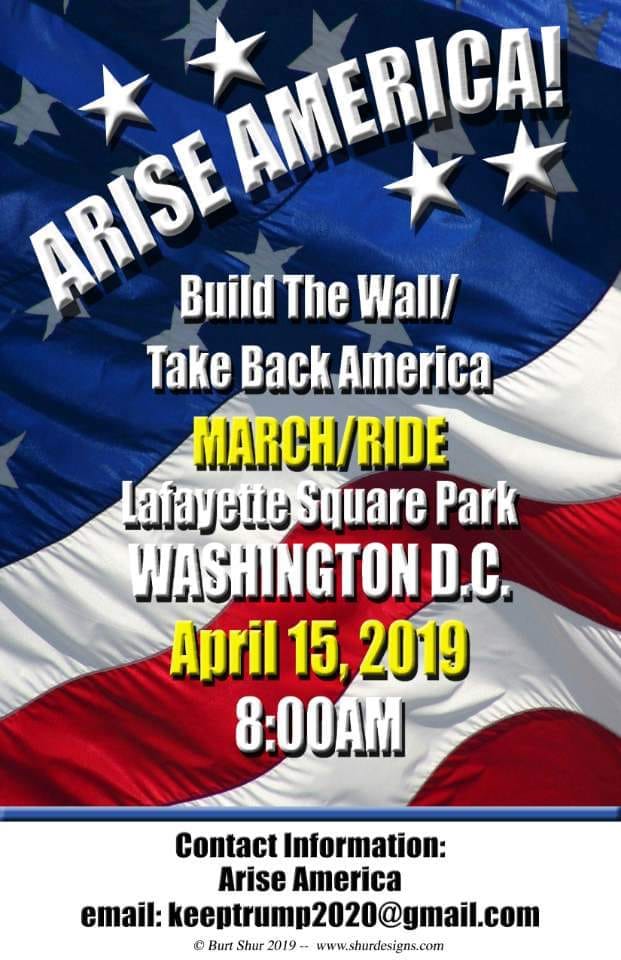 ARISE AMERICA!
Build The Wall/
Take Back America
MARCH/RIDE
Lafayette Square Park
WASHINGTON D.C.
April 15, 2019
8:00AM
Contact Information:
Arise America
email: keeptrump2020@gmail.com
© Burt Shur 2019 -- www.shurdesigns.com